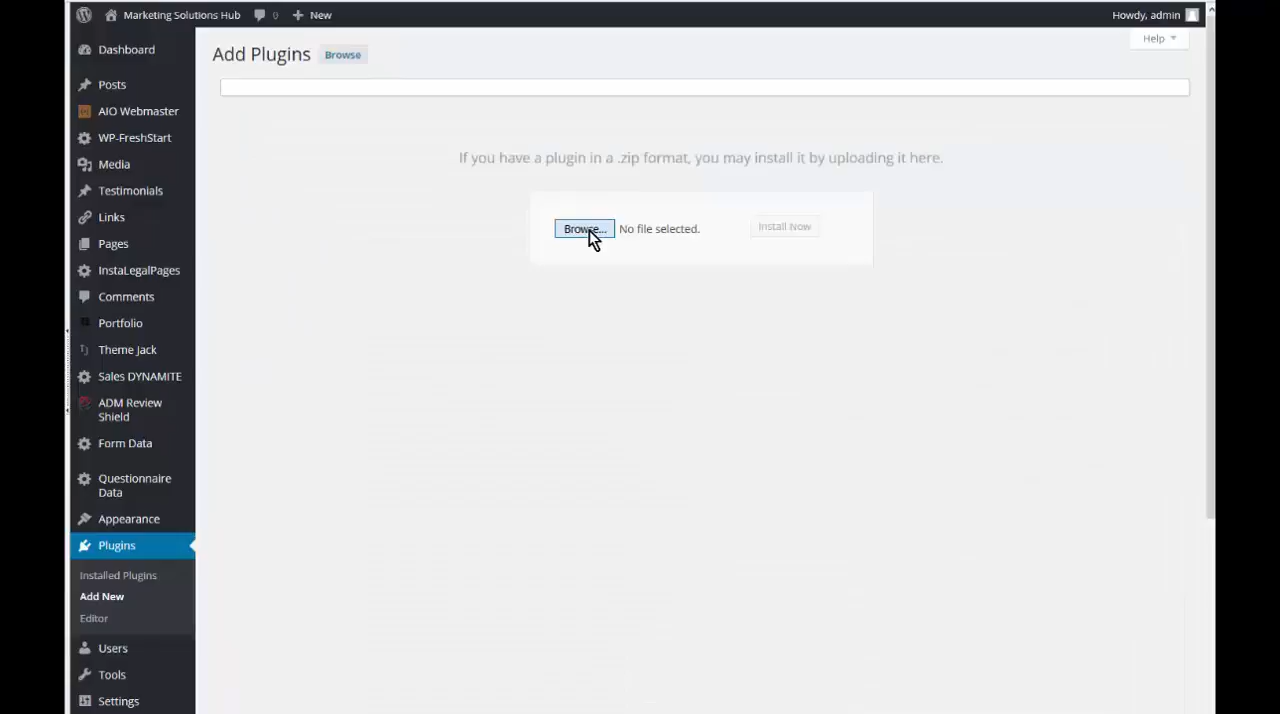 Marketing Solutions Hub 0 New Howdy, admin
Help
Add Plugins Browse
If you have a plugin in a .zip format, you may install it by uploading it here.
Browse... No file selected. Install Now
Dashboard
Posts
AIO Webmaster
WP-FreshStart
Media
Testimonials
Links
Pages
InstaLegalPages
Comments
Portfolio
Theme Jack
Sales DYNAMITE
ADM Review
Shield
Form Data
Questionnaire
Data
Appearance
Plugins
Installed Plugins
Add New
Editor
Users
Tools
Settings